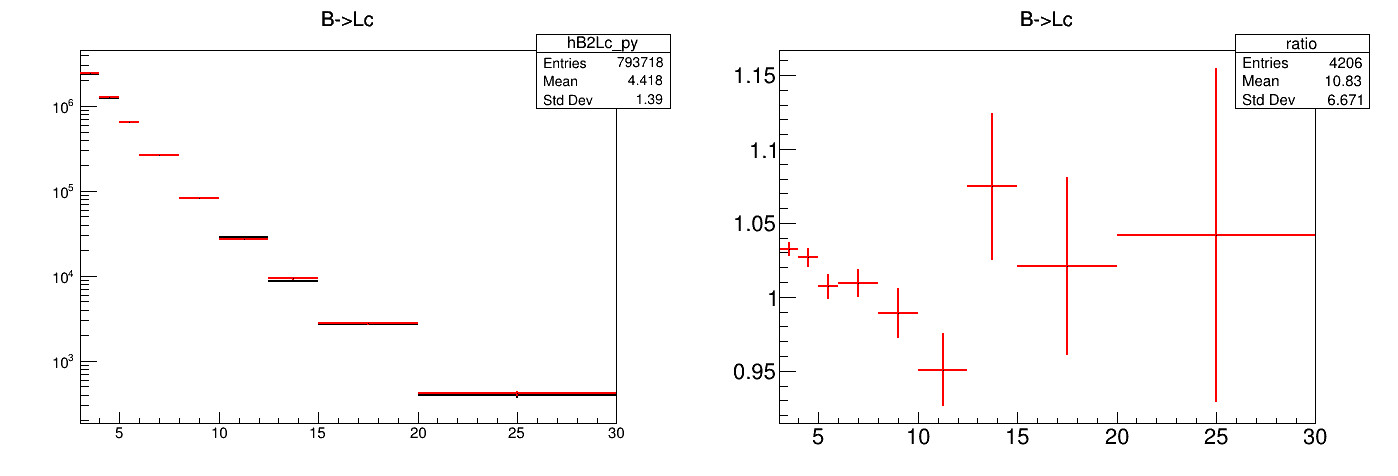 B->Lc
hB2Lc_py
Entries 793718
Mean 4.418
Std Dev 1.39
10^6
10^5
10^4
10^3
5 10 15 20 25 30
B->Lc
ratio
Entries 4206
Mean 10.83
Std Dev 6.671
1.15
1.1
1.05
1
0.95
5 10 15 20 25 30